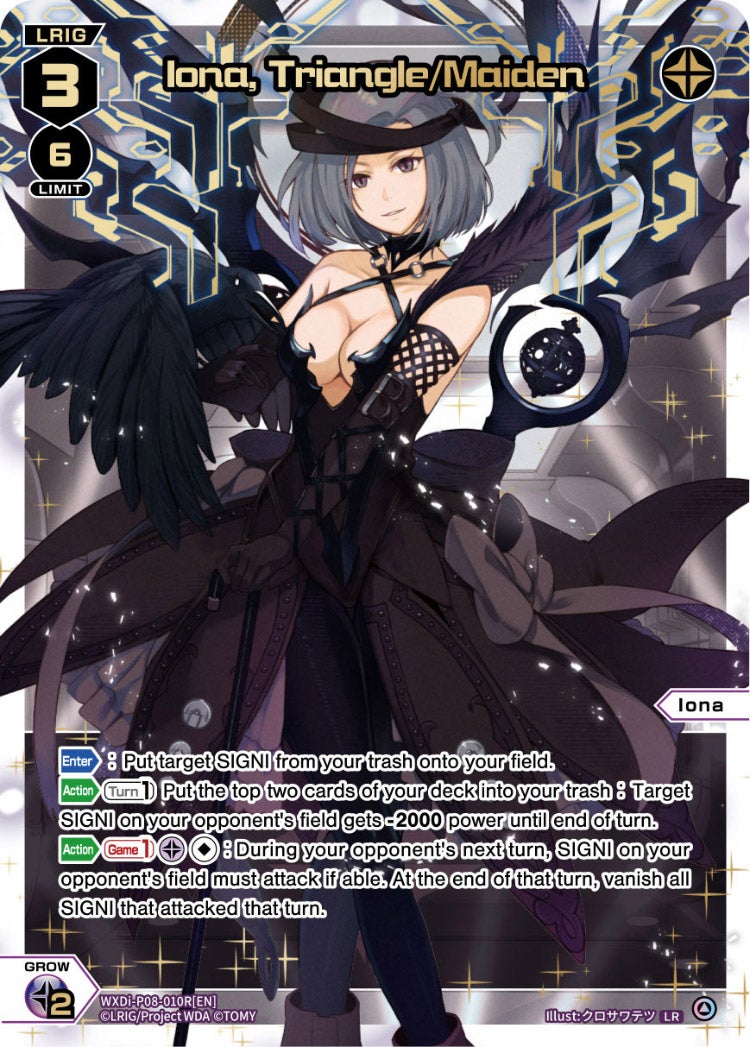 LRIG
3
Iona, Triangle/Maiden
6
LIMIT
Iona
Enter : Put target SIGNI from your trash onto your field.
Action Turn 1 Put the top two cards of your deck into your trash : Target
SIGNI on your opponent's field gets -2000 power until end of turn.
Action Game 1 : During your opponent's next turn, SIGNI on your
opponent's field must attack if able. At the end of that turn, vanish all
SIGNI that attacked that turn.
GROW
2
WXDi-P08-010R[EN]
©LRIG/Project WDA ©TOMY
Illust:クロサワテツ LR